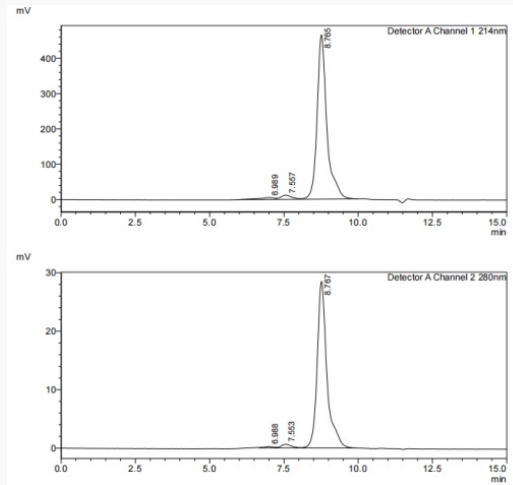 mV
Detector A Channel 1 214nm
400
300
200
100
0
6.989
7.557
8.765
0.0 2.5 5.0 7.5 10.0 12.5 15.0
min
mV
Detector A Channel 2 280nm
30
20
10
0
6.988
7.553
8.767
0.0 2.5 5.0 7.5 10.0 12.5 15.0
min